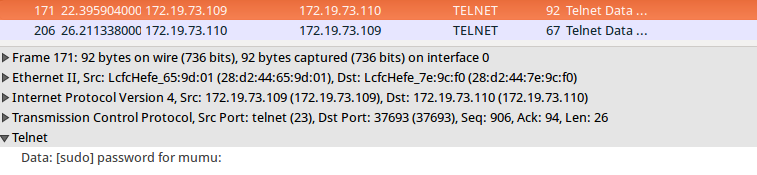 171 22.395904000 172.19.73.109 172.19.73.110 TELNET 92 Telnet Data ...
206 26.211338000 172.19.73.110 172.19.73.109 TELNET 67 Telnet Data ...
Frame 171: 92 bytes on wire (736 bits), 92 bytes captured (736 bits) on interface 0
Ethernet II, Src: LcfcHefe_65:9d:01 (28:d2:44:65:9d:01), Dst: LcfcHefe_7e:9c:f0 (28:d2:44:7e:9c:f0)
Internet Protocol Version 4, Src: 172.19.73.109 (172.19.73.109), Dst: 172.19.73.110 (172.19.73.110)
Transmission Control Protocol, Src Port: telnet (23), Dst Port: 37693 (37693), Seq: 906, Ack: 94, Len: 26
Telnet
Data: [sudo] password for mumu: